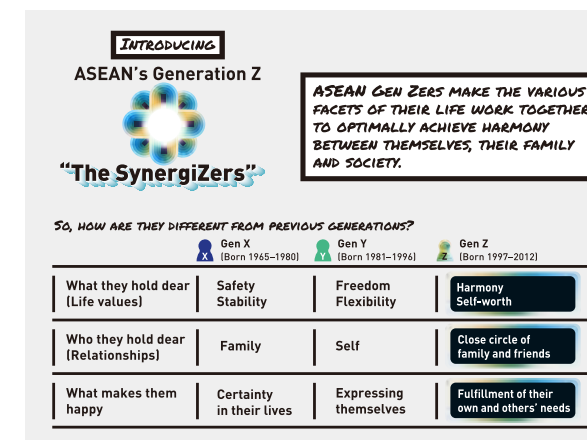 INTRODUCING
ASEAN's Generation Z
"The SynergiZers"
ASEAN GEN ZERS MAKE THE VARIOUS
FACETS OF THEIR LIFE WORK TOGETHER
TO OPTIMALLY ACHIEVE HARMONY
BETWEEN THEMSELVES, THEIR FAMILY
AND SOCIETY.
SO, HOW ARE THEY DIFFERENT FROM PREVIOUS GENERATIONS?
X Gen X (Born 1965–1980)
Y Gen Y (Born 1981–1996)
Z Gen Z (Born 1997–2012)
What they hold dear
(Life values)
Safety
Stability
Freedom
Flexibility
Harmony
Self-worth
Who they hold dear
(Relationships)
Family
Self
Close circle of
family and friends
What makes them
happy
Certainty
in their lives
Expressing
themselves
Fulfillment of their
own and others' needs